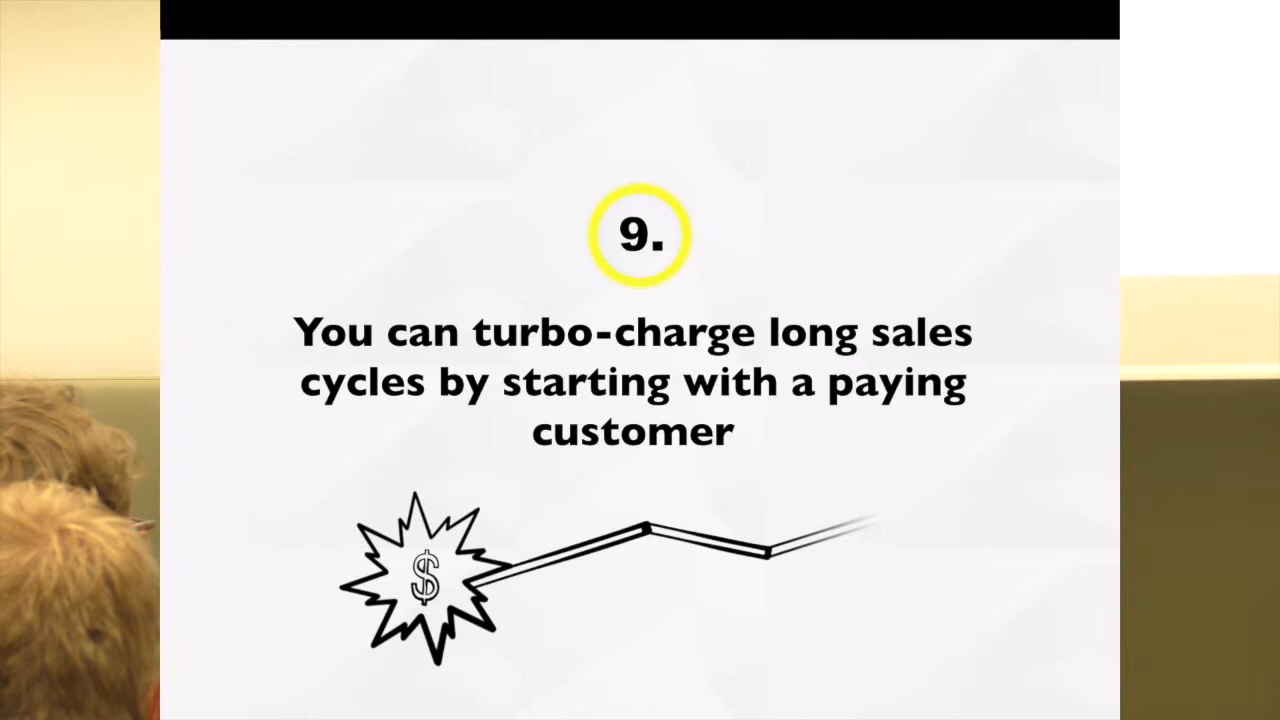 9.
You can turbo-charge long sales
cycles by starting with a paying
customer
$